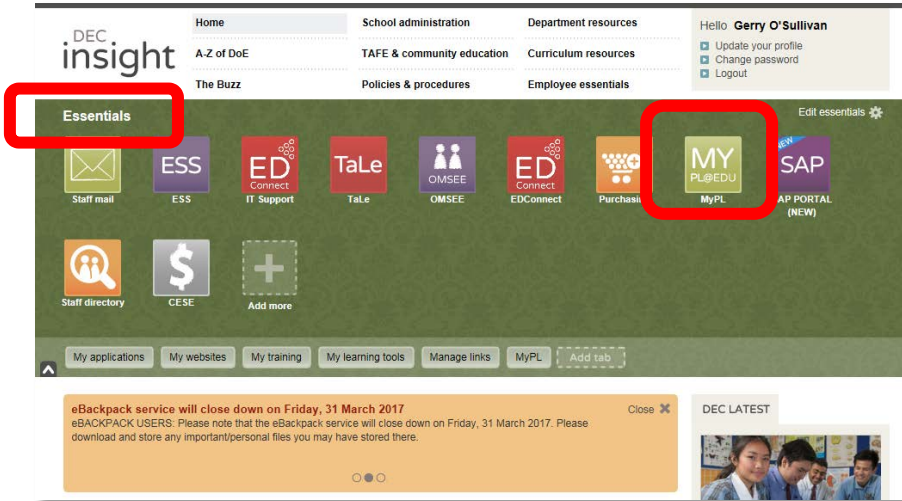 DEC
insight
Home
School administration
Department resources
A-Z of DoE
TAFE & community education
Curriculum resources
The Buzz
Policies & procedures
Employee essentials
Hello Gerry O'Sullivan
Update your profile
Change password
Logout
Essentials
Edit essentials
Staff mail
ESS
ESS
ED
Connect
IT Support
TaLe
TaLe
OMSEE
OMSEE
ED
Connect
EDConnect
Purchasin
MY
PL@EDU
MyPL
NEW
SAP
AP PORTAL
(NEW)
Staff directory
$
CESE
+
Add more
My applications
My websites
My training
My learning tools
Manage links
MyPL
Add tab
eBackpack service will close down on Friday, 31 March 2017
Close
eBACKPACK USERS: Please note that the eBackpack service will close down on Friday, 31 March 2017. Please
download and store any important/personal files you may have stored there.
DEC LATEST